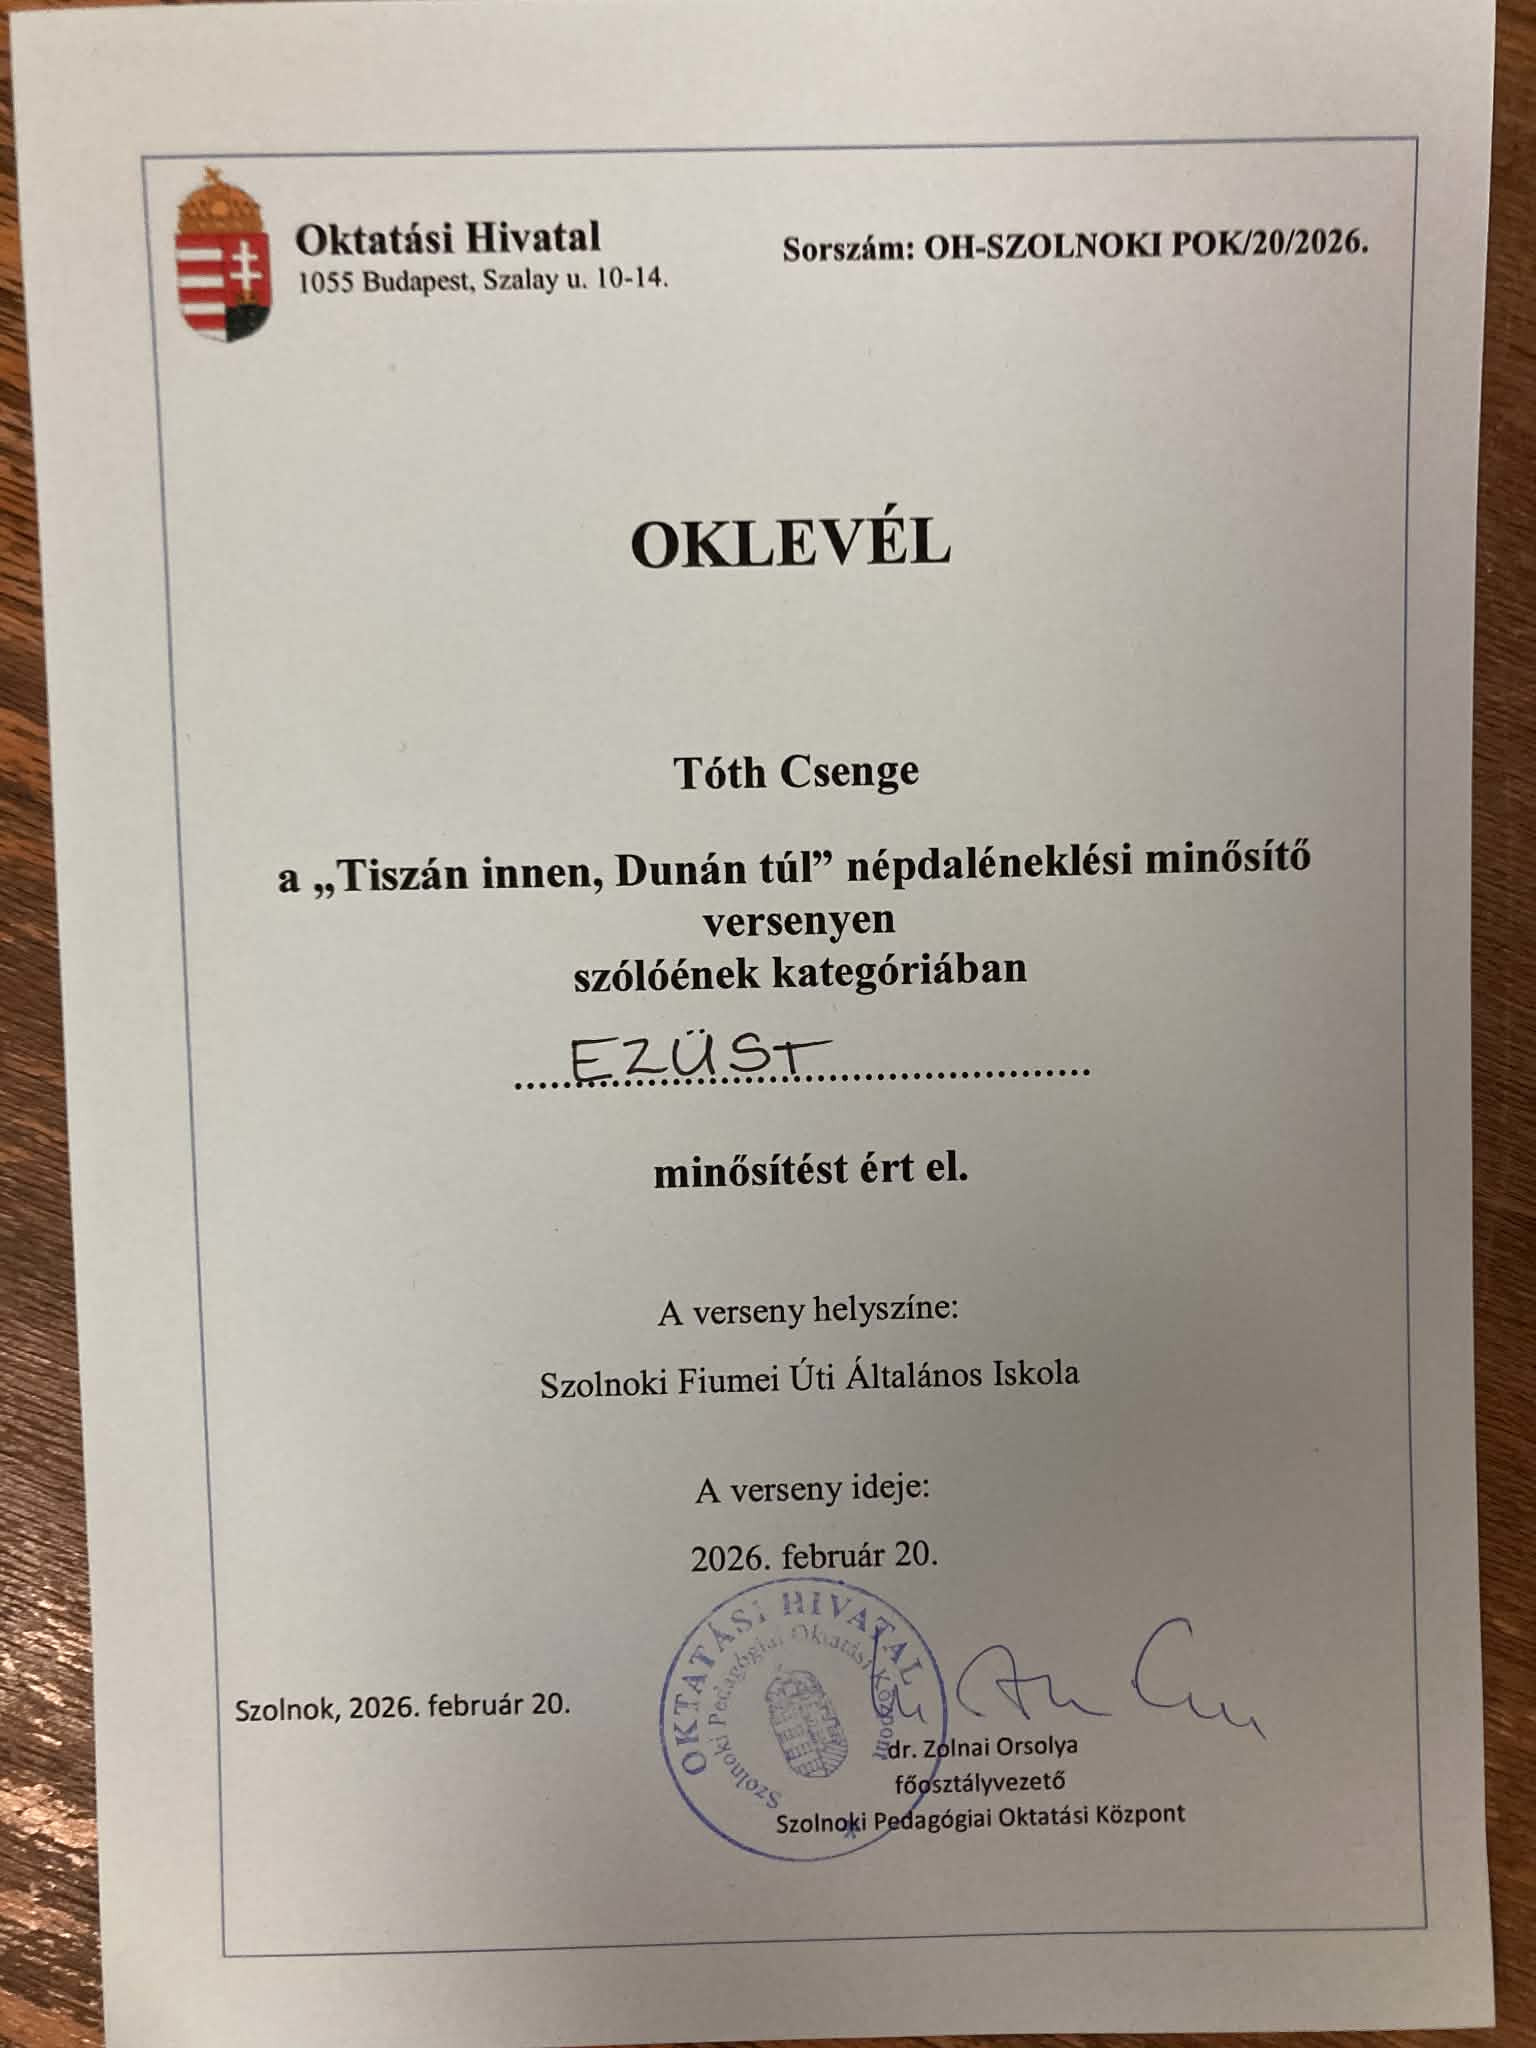 Oktatási Hivatal
1055 Budapest, Szalay u. 10-14.
Sorszám: OH-SZOLNOKI POK/20/2026.
OKLEVÉL
Tóth Csenge
a „Tiszán innen, Dunán túl” népdaléneklési minősítő
versenyen
szólóének kategóriában
EZÜST
minősítést ért el.
A verseny helyszíne:
Szolnoki Fiumei Úti Általános Iskola
A verseny ideje:
2026. február 20.
OKTATÁSI HIVATAL
Szolnoki Pedagógiai Oktatási Központ
Szolnok, 2026. február 20.
dr. Zolnai Orsolya
főosztályvezető
Szolnoki Pedagógiai Oktatási Központ